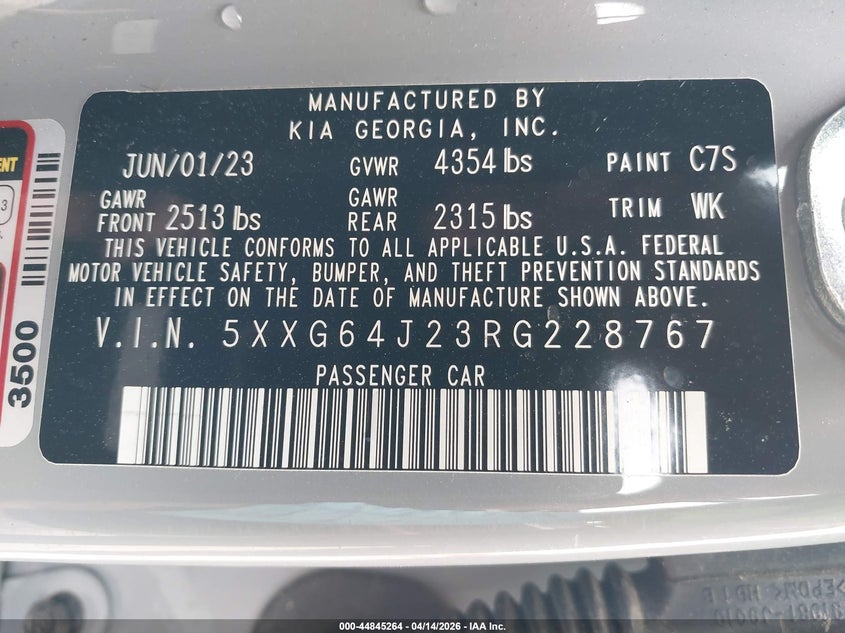 MANUFACTURED BY
KIA GEORGIA, INC.
JUN/01/23 GVWR 4354 lbs PAINT C7S
GAWR FRONT 2513 lbs GAWR REAR 2315 lbs TRIM WK
THIS VEHICLE CONFORMS TO ALL APPLICABLE U.S.A. FEDERAL
MOTOR VEHICLE SAFETY, BUMPER, AND THEFT PREVENTION STANDARDS
IN EFFECT ON THE DATE OF MANUFACTURE SHOWN ABOVE.
V.I.N. 5XXG64J23RG228767
PASSENGER CAR
3500
000-44845264 - 04/14/2026 - IAA Inc.